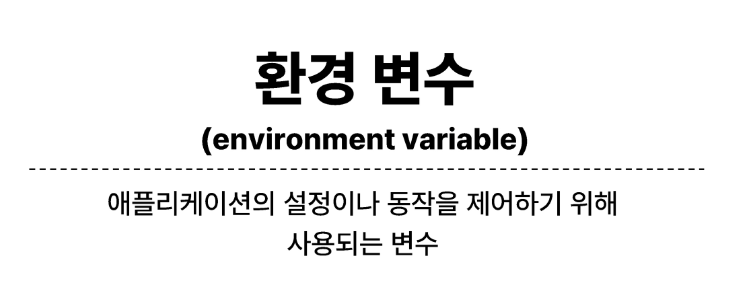 환경 변수
(environment variable)
애플리케이션의 설정이나 동작을 제어하기 위해
사용되는 변수